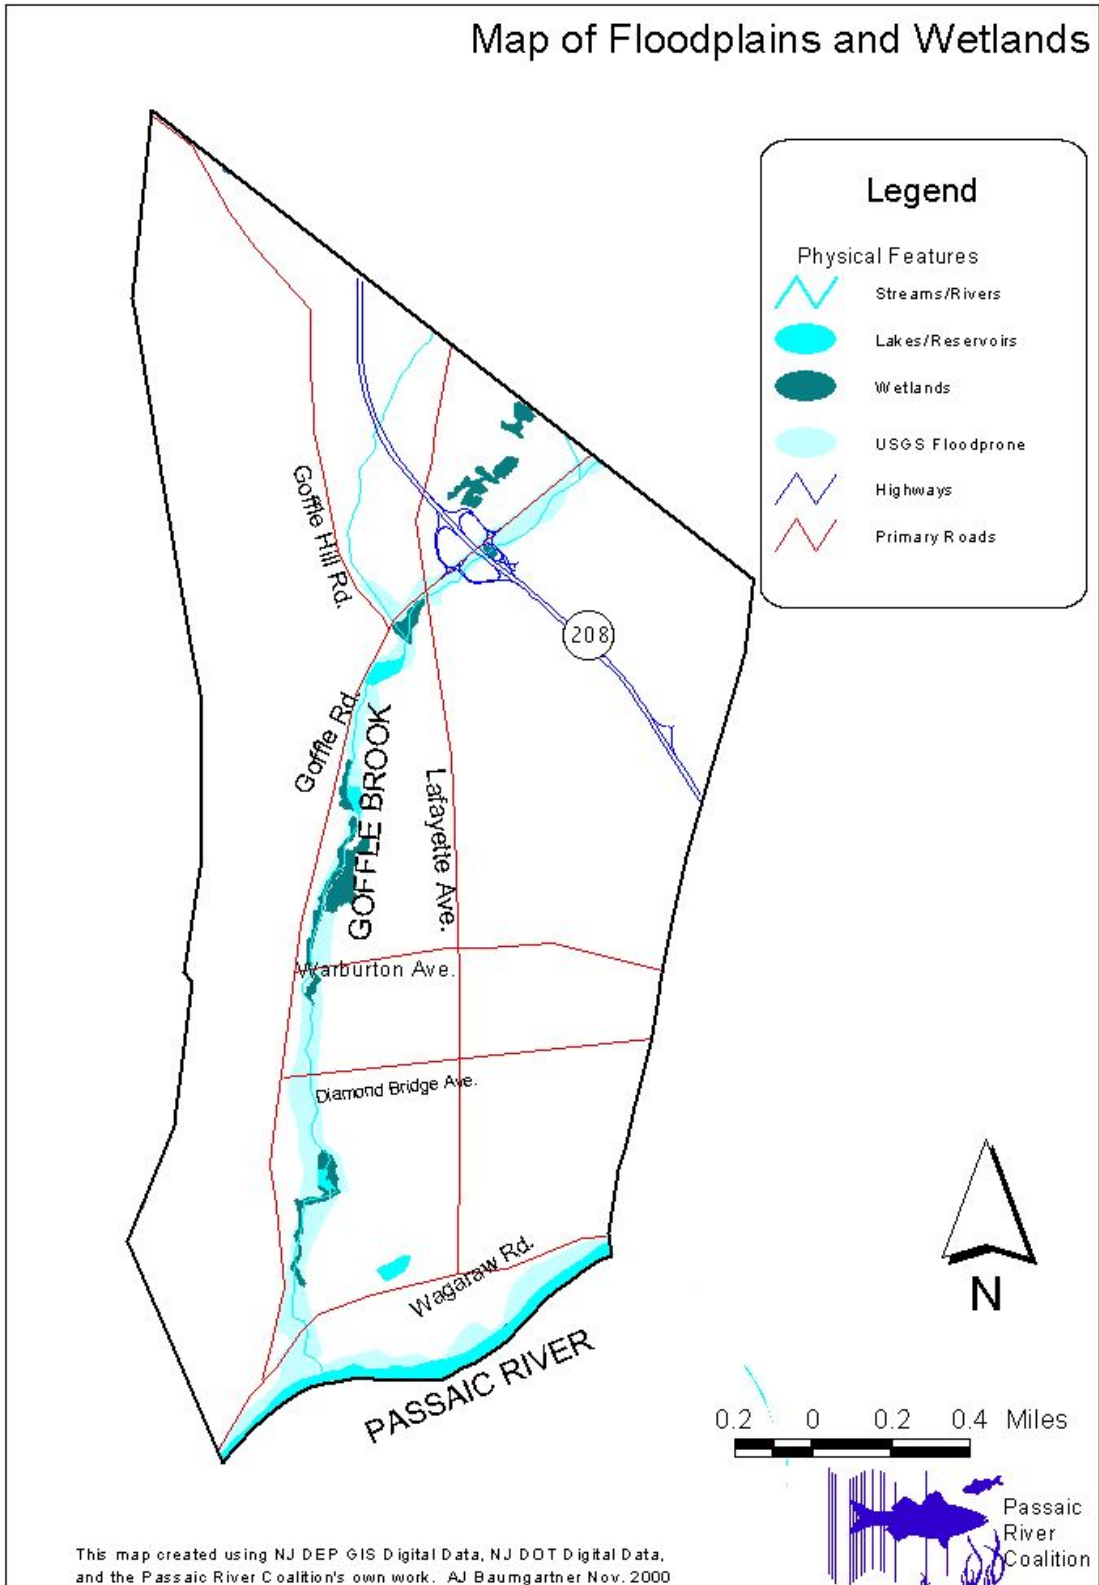 Map of Floodplains and Wetlands
Legend
Physical Features
Streams/Rivers
Lakes/Reservoirs
Wetlands
USGS Floodprone
Highways
Primary Roads
Goffle Hill Rd.
208
Goffle Rd.
GOFFLE BROOK
Lafayette Ave.
Warburton Ave.
Diamond Bridge Ave.
Wagaraw Rd.
PASSAIC RIVER
N
0.2 0 0.2 0.4 Miles
Passaic
River
Coalition
This map created using NJ DEP GIS Digital Data, NJ DOT Digital Data,
and the Passaic River Coalition's own work. AJ Baumgartner Nov. 2000